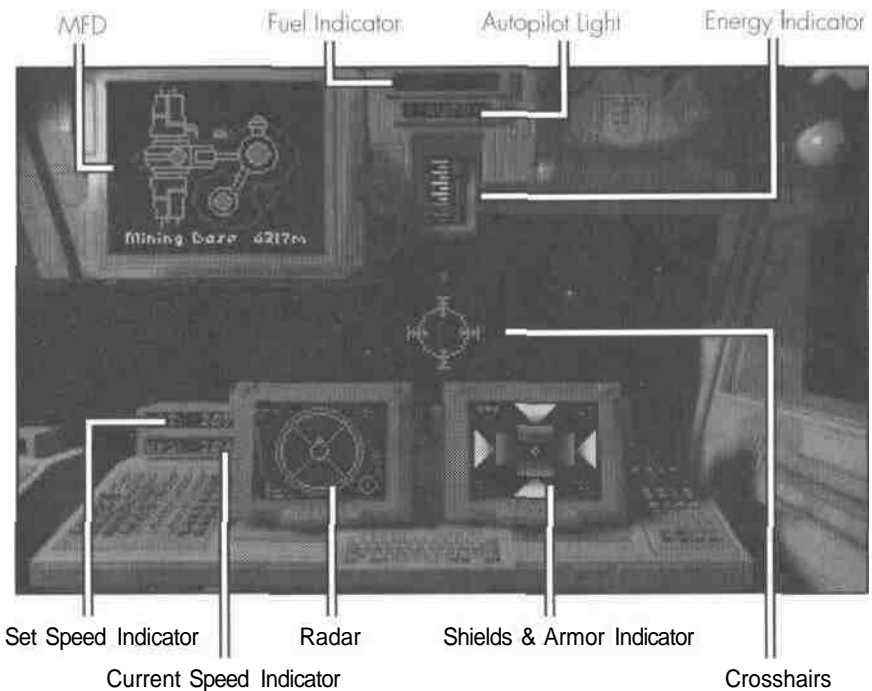 MFD Fuel Indicator Autopilot Light Energy Indicator
Mining Base 6217m
Set Speed Indicator Radar Shields & Armor Indicator
Current Speed Indicator Crosshairs